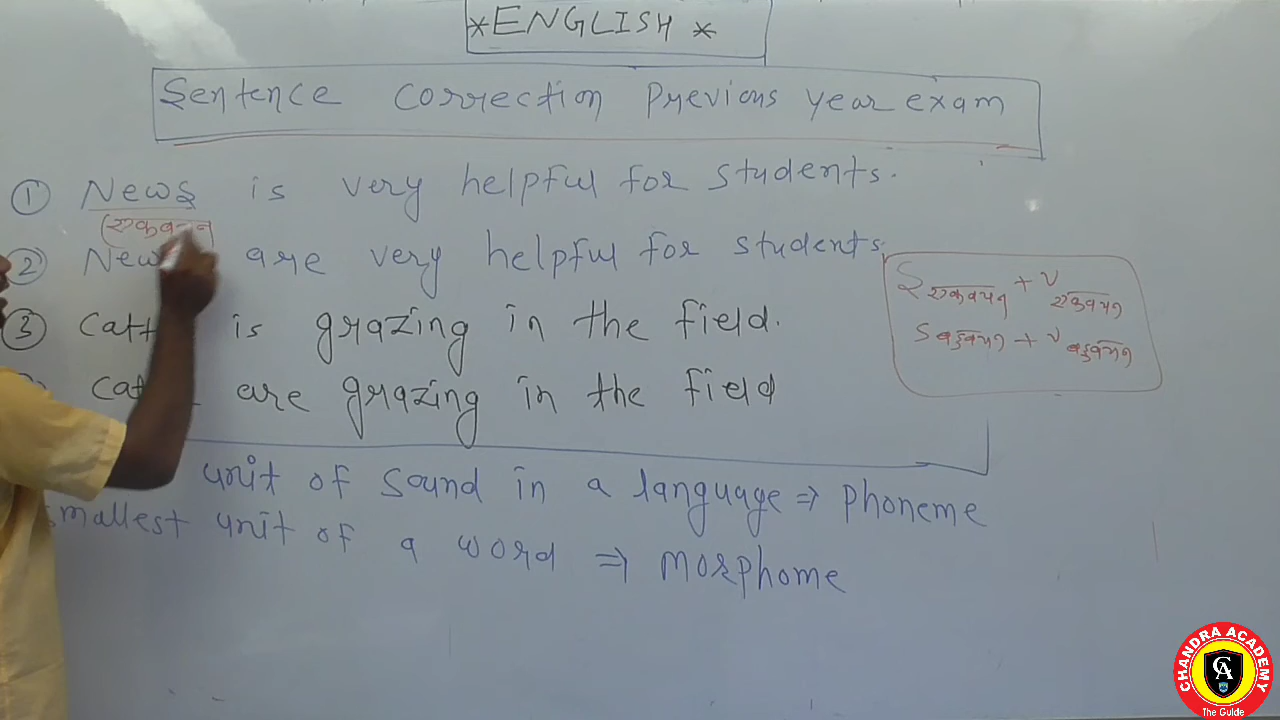 *ENGLISH *
Sentence correction Previous year exam
① News is very helpful for students.
(एकवचन)
② News are very helpful for students.
③ cattle is grazing in the field.
cattle are grazing in the field
S एकवचन + V एकवचन
S बहुवचन + V बहुवचन
unit of sound in a language ⇒ Phoneme
smallest unit of a word ⇒ Morphome
CHANDRA ACADEMY
CA
The Guide